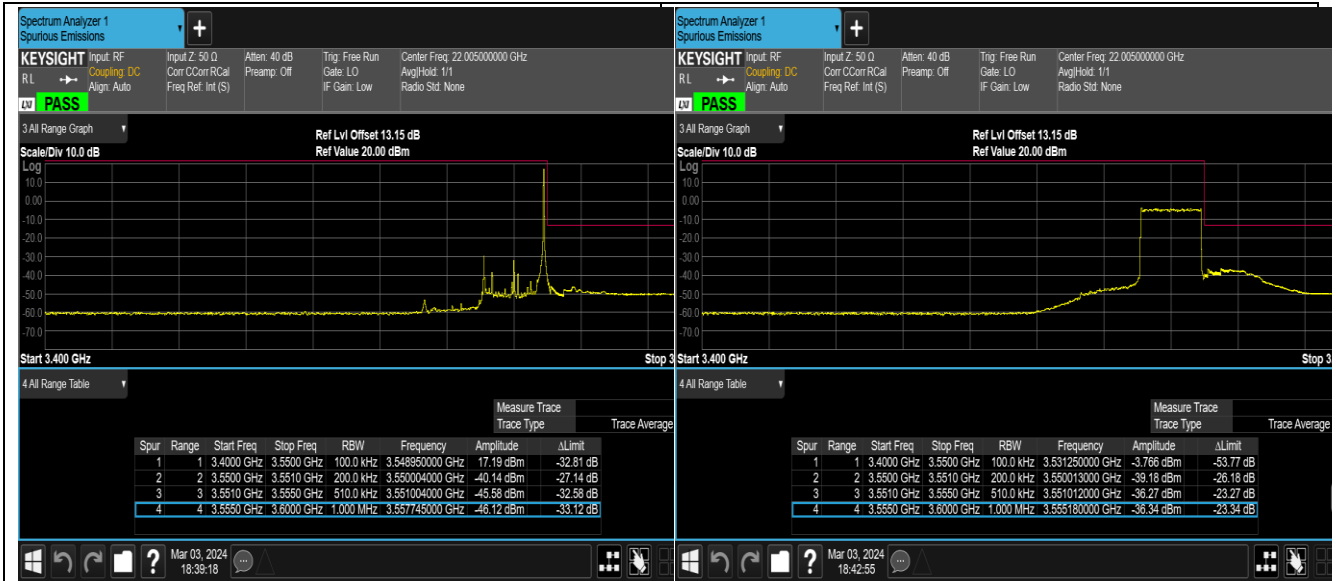 Spectrum Analyzer 1
Spurious Emissions
+
KEYSIGHT Input: RF
R L Coupling: DC
Align: Auto
Input Z: 50 Ω
Corr CCorr RCal
Freq Ref: Int (S)
Atten: 40 dB
Preamp: Off
Trig: Free Run
Gate: LO
IF Gain: Low
Center Freq: 22.005000000 GHz
Avg|Hold: 1/1
Radio Std: None
LXI PASS
3 All Range Graph
Ref Lvl Offset 13.15 dB
Scale/Div 10.0 dB Ref Value 20.00 dBm
Log
10.0
0.00
-10.0
-20.0
-30.0
-40.0
-50.0
-60.0
-70.0
Start 3.400 GHz Stop 3
4 All Range Table
Measure Trace
Trace Type Trace Average
Spur Range Start Freq Stop Freq RBW Frequency Amplitude ΔLimit
1 1 3.4000 GHz 3.5500 GHz 100.0 kHz 3.548950000 GHz 17.19 dBm -32.81 dB
2 2 3.5500 GHz 3.5510 GHz 200.0 kHz 3.550004000 GHz -40.14 dBm -27.14 dB
3 3 3.5510 GHz 3.5550 GHz 510.0 kHz 3.551004000 GHz -45.58 dBm -32.58 dB
4 4 3.5550 GHz 3.6000 GHz 1.000 MHz 3.557745000 GHz -46.12 dBm -33.12 dB
?
Mar 03, 2024
18:39:18
Spectrum Analyzer 1
Spurious Emissions
+
KEYSIGHT Input: RF
R L Coupling: DC
Align: Auto
Input Z: 50 Ω
Corr CCorr RCal
Freq Ref: Int (S)
Atten: 40 dB
Preamp: Off
Trig: Free Run
Gate: LO
IF Gain: Low
Center Freq: 22.005000000 GHz
Avg|Hold: 1/1
Radio Std: None
LXI PASS
3 All Range Graph
Ref Lvl Offset 13.15 dB
Scale/Div 10.0 dB Ref Value 20.00 dBm
Log
10.0
0.00
-10.0
-20.0
-30.0
-40.0
-50.0
-60.0
-70.0
Start 3.400 GHz Stop 3.
4 All Range Table
Measure Trace
Trace Type Trace Average
Spur Range Start Freq Stop Freq RBW Frequency Amplitude ΔLimit
1 1 3.4000 GHz 3.5500 GHz 100.0 kHz 3.531250000 GHz -3.766 dBm -53.77 dB
2 2 3.5500 GHz 3.5510 GHz 200.0 kHz 3.550013000 GHz -39.18 dBm -26.18 dB
3 3 3.5510 GHz 3.5550 GHz 510.0 kHz 3.551012000 GHz -36.27 dBm -23.27 dB
4 4 3.5550 GHz 3.6000 GHz 1.000 MHz 3.555180000 GHz -36.34 dBm -23.34 dB
?
Mar 03, 2024
18:42:55